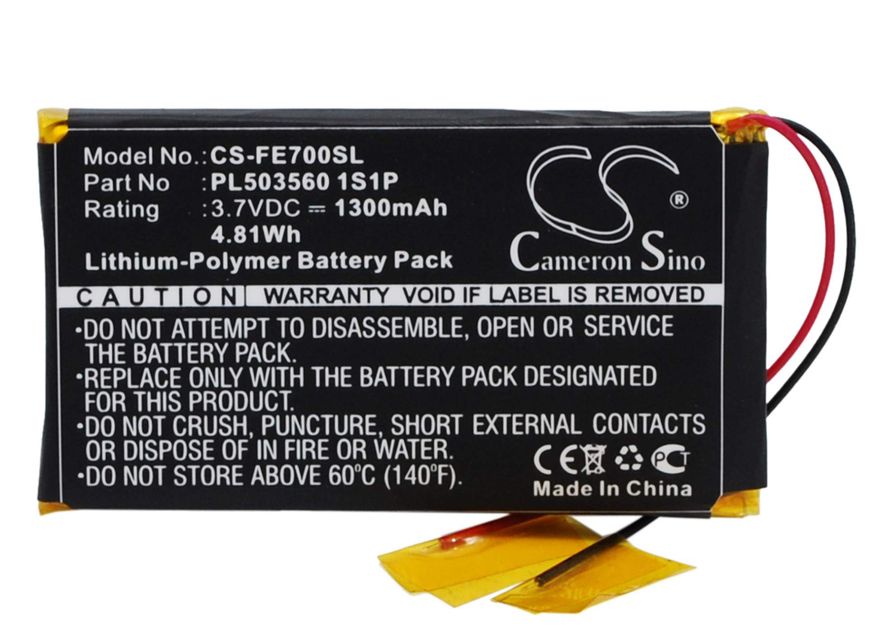 Model No.: CS-FE700SL
Part No : PL503560 1S1P
Rating : 3.7VDC ⎓ 1300mAh
4.81Wh
Lithium-Polymer Battery Pack
CS ®
Cameron Sino
CAUTION WARRANTY VOID IF LABEL IS REMOVED
·DO NOT ATTEMPT TO DISASSEMBLE, OPEN OR SERVICE
THE BATTERY PACK.
·REPLACE ONLY WITH THE BATTERY PACK DESIGNATED
FOR THIS PRODUCT.
·DO NOT CRUSH, PUNCTURE, SHORT EXTERNAL CONTACTS
OR DISPOSE OF IN FIRE OR WATER.
·DO NOT STORE ABOVE 60°C (140°F).
CE PCT
Made In China